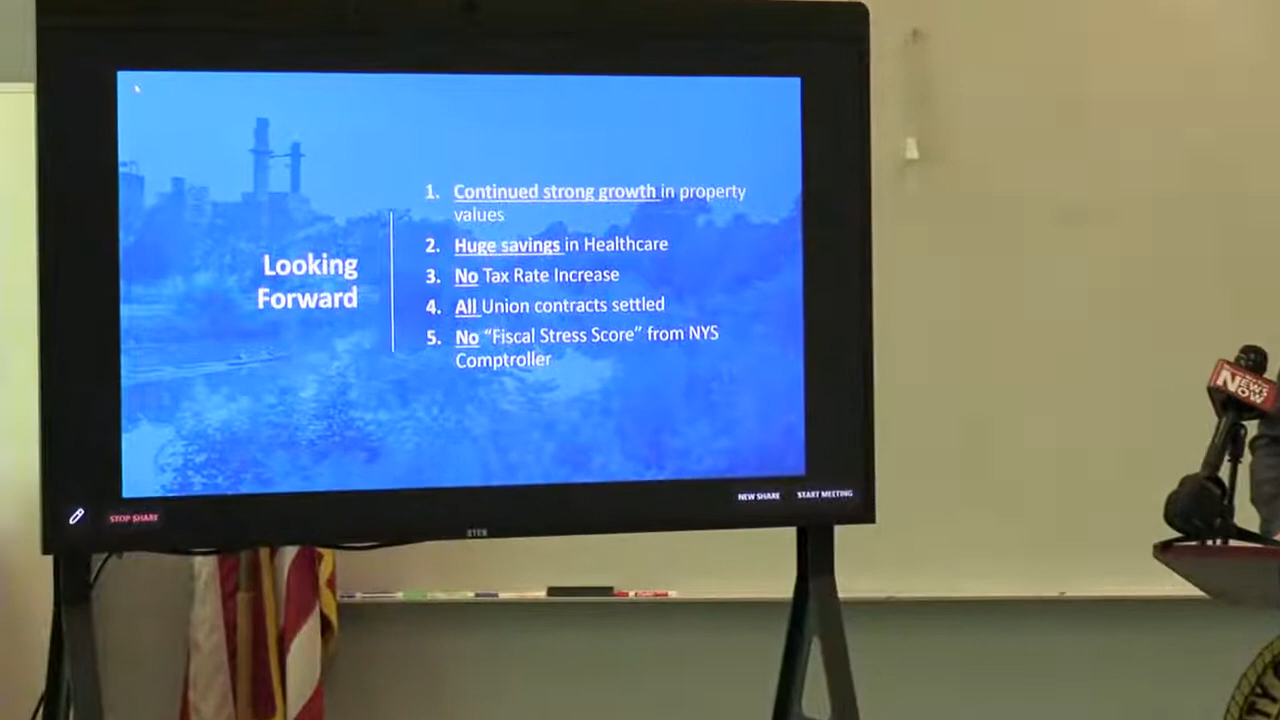 Looking
Forward
1. Continued strong growth in property
values
2. Huge savings in Healthcare
3. No Tax Rate Increase
4. All Union contracts settled
5. No “Fiscal Stress Score” from NYS
Comptroller
STOP SHARE
NEW SHARE
START MEETING
NEWS
NOW